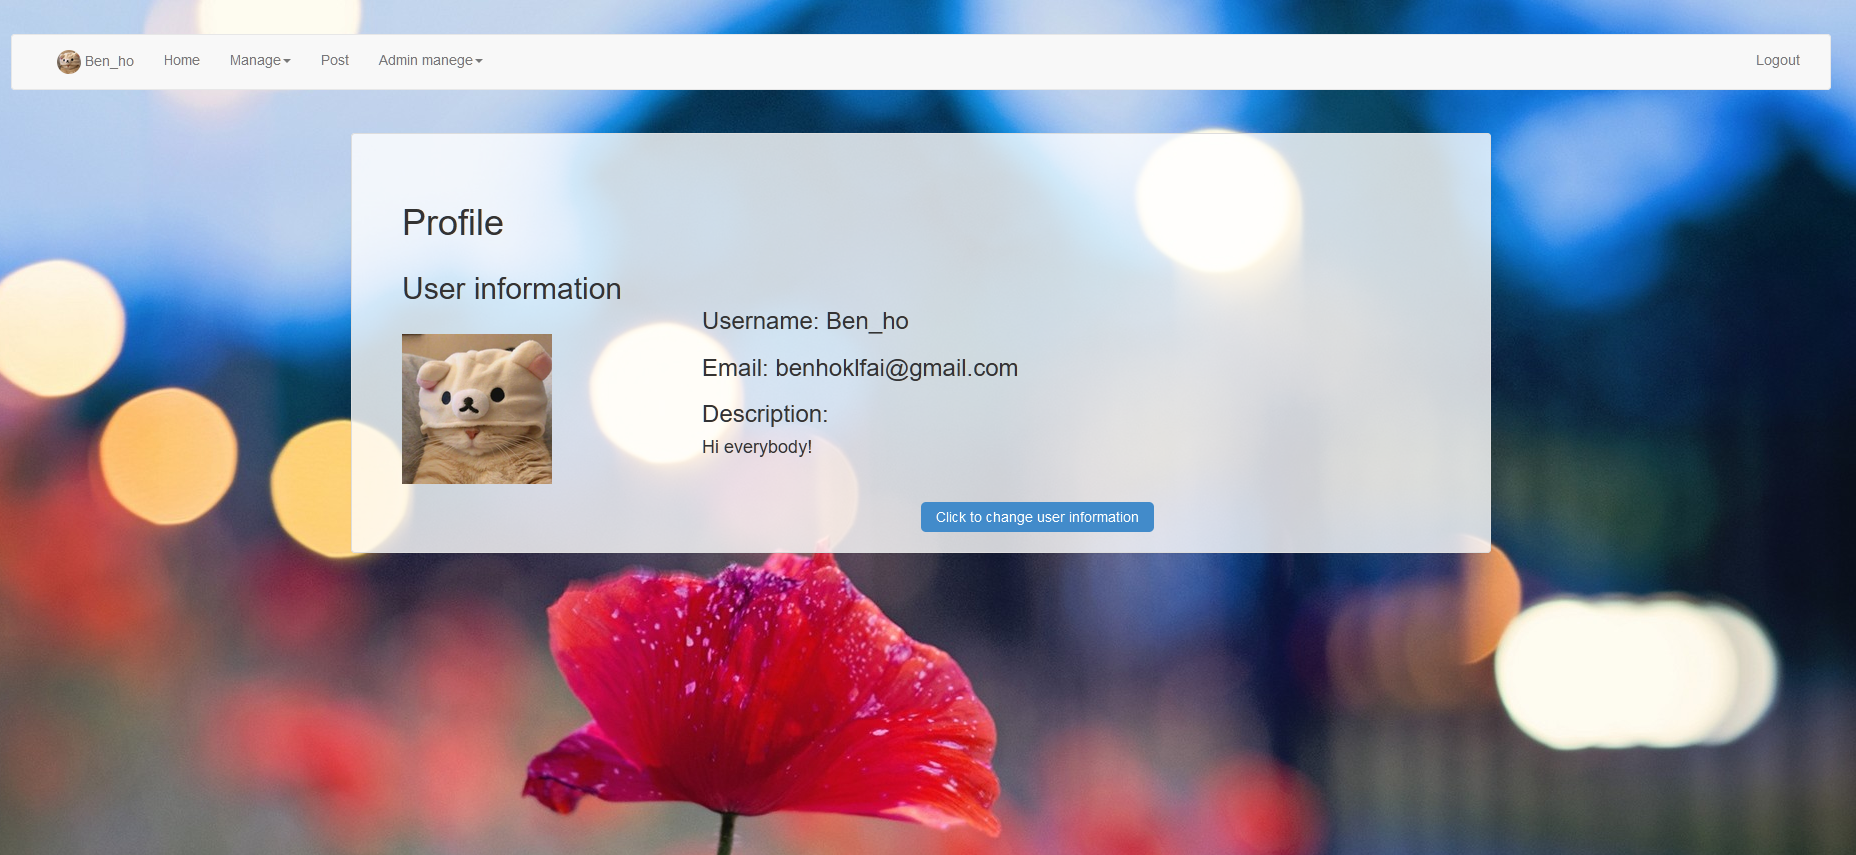 Ben_ho Home Manage Post Admin manege Logout
Profile
User information
Username: Ben_ho
Email: benhoklfai@gmail.com
Description:
Hi everybody!
Click to change user information